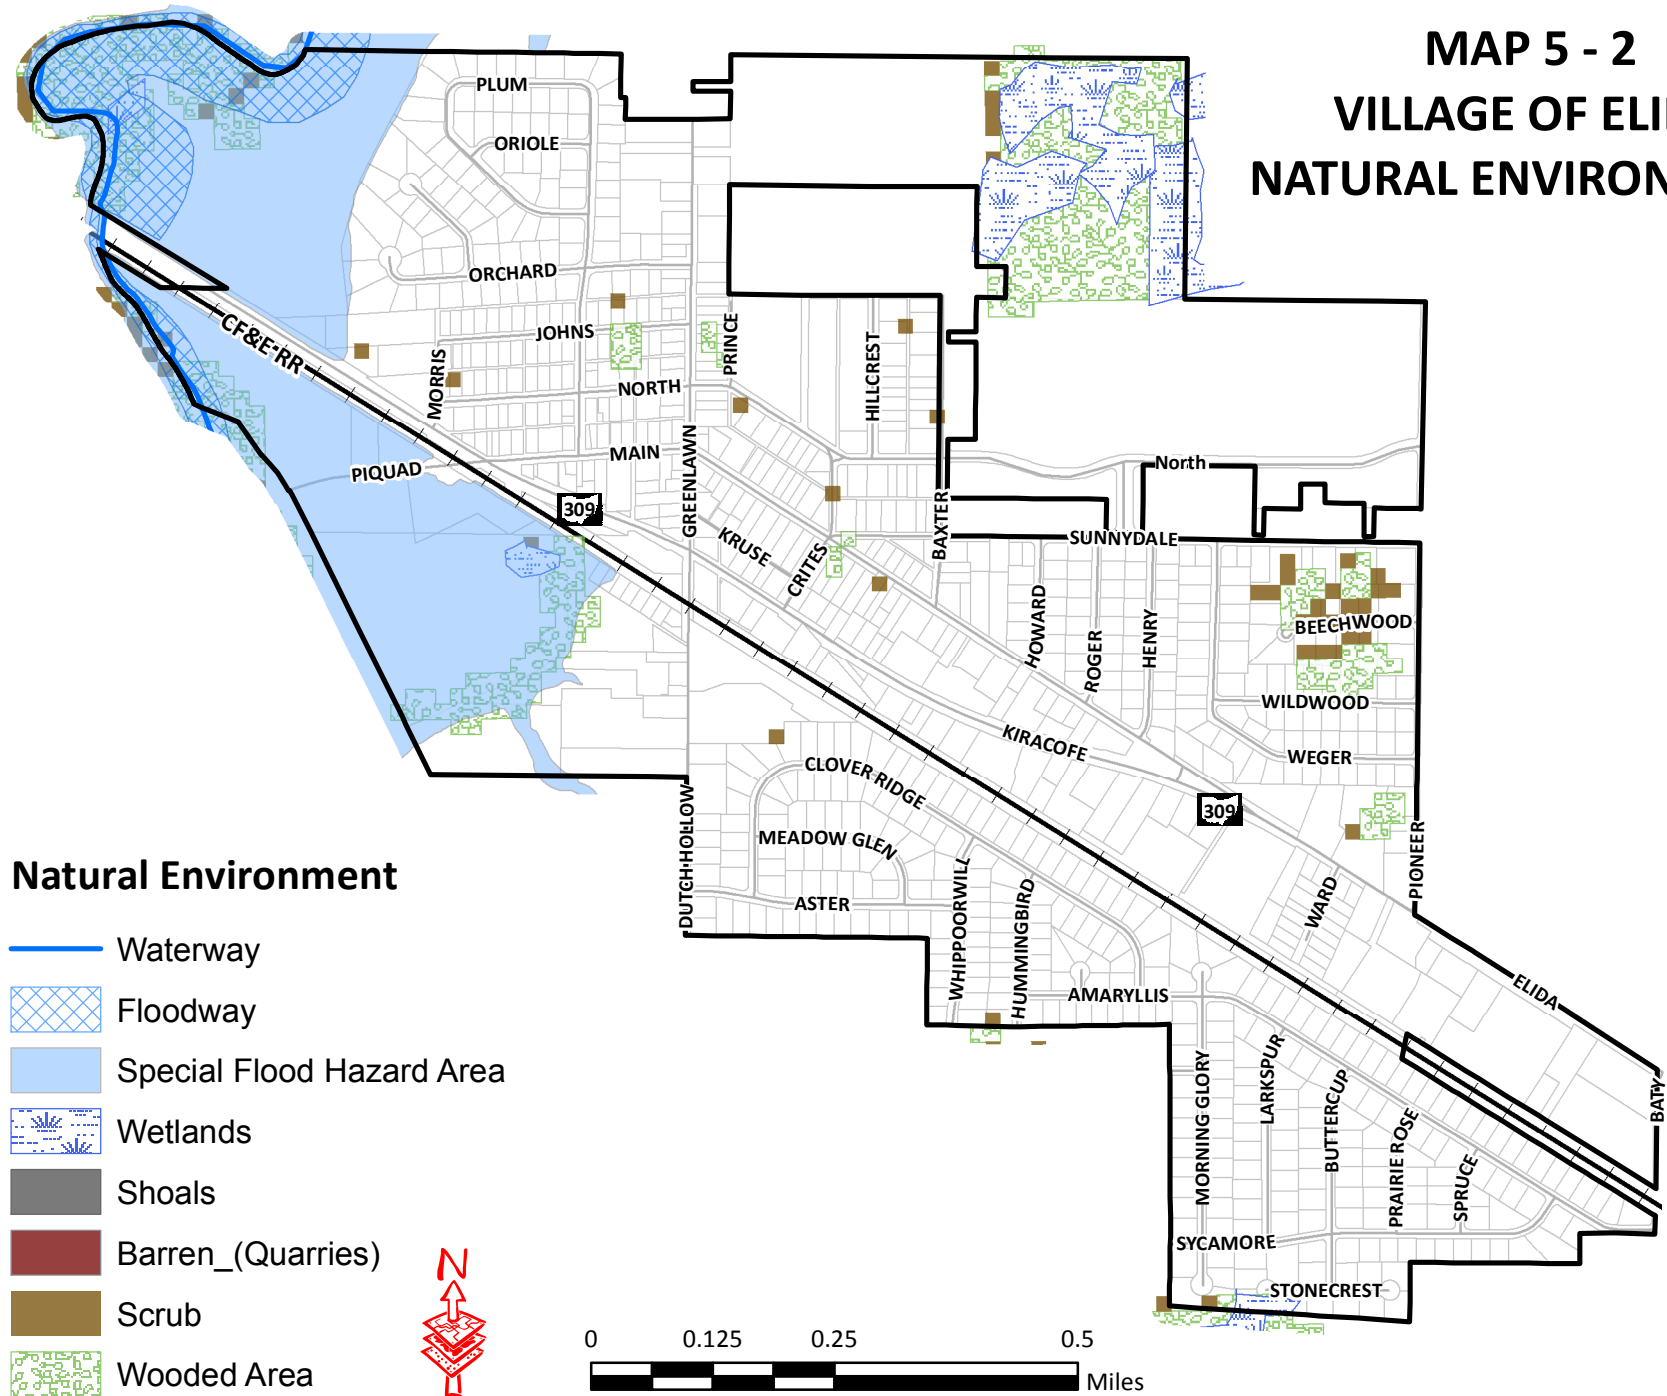 MAP 5 - 2
VILLAGE OF ELI
NATURAL ENVIRON
PLUM
ORIOLE
ORCHARD
JOHNS
PRINCE
HILLCREST
MORRIS
CF&E RR
NORTH
MAIN
PIQUAD
GREENLAWN
North
309
KRUSE
CRITES
BAXTER
SUNNYDALE
HOWARD
ROGER
HENRY
BEECHWOOD
WILDWOOD
WEGER
KIRACOFE
CLOVER RIDGE
309
MEADOW GLEN
DUTCH HOLLOW
ASTER
WHIPPOORWILL
HUMMINGBIRD
WARD
PIONEER
AMARYLLIS
ELIDA
MORNING GLORY
LARKSPUR
BUTTERCUP
PRAIRIE ROSE
SPRUCE
BATY
SYCAMORE
STONECREST
Natural Environment
Waterway
Floodway
Special Flood Hazard Area
Wetlands
Shoals
Barren_(Quarries)
Scrub
Wooded Area
N
0 0.125 0.25 0.5
Miles